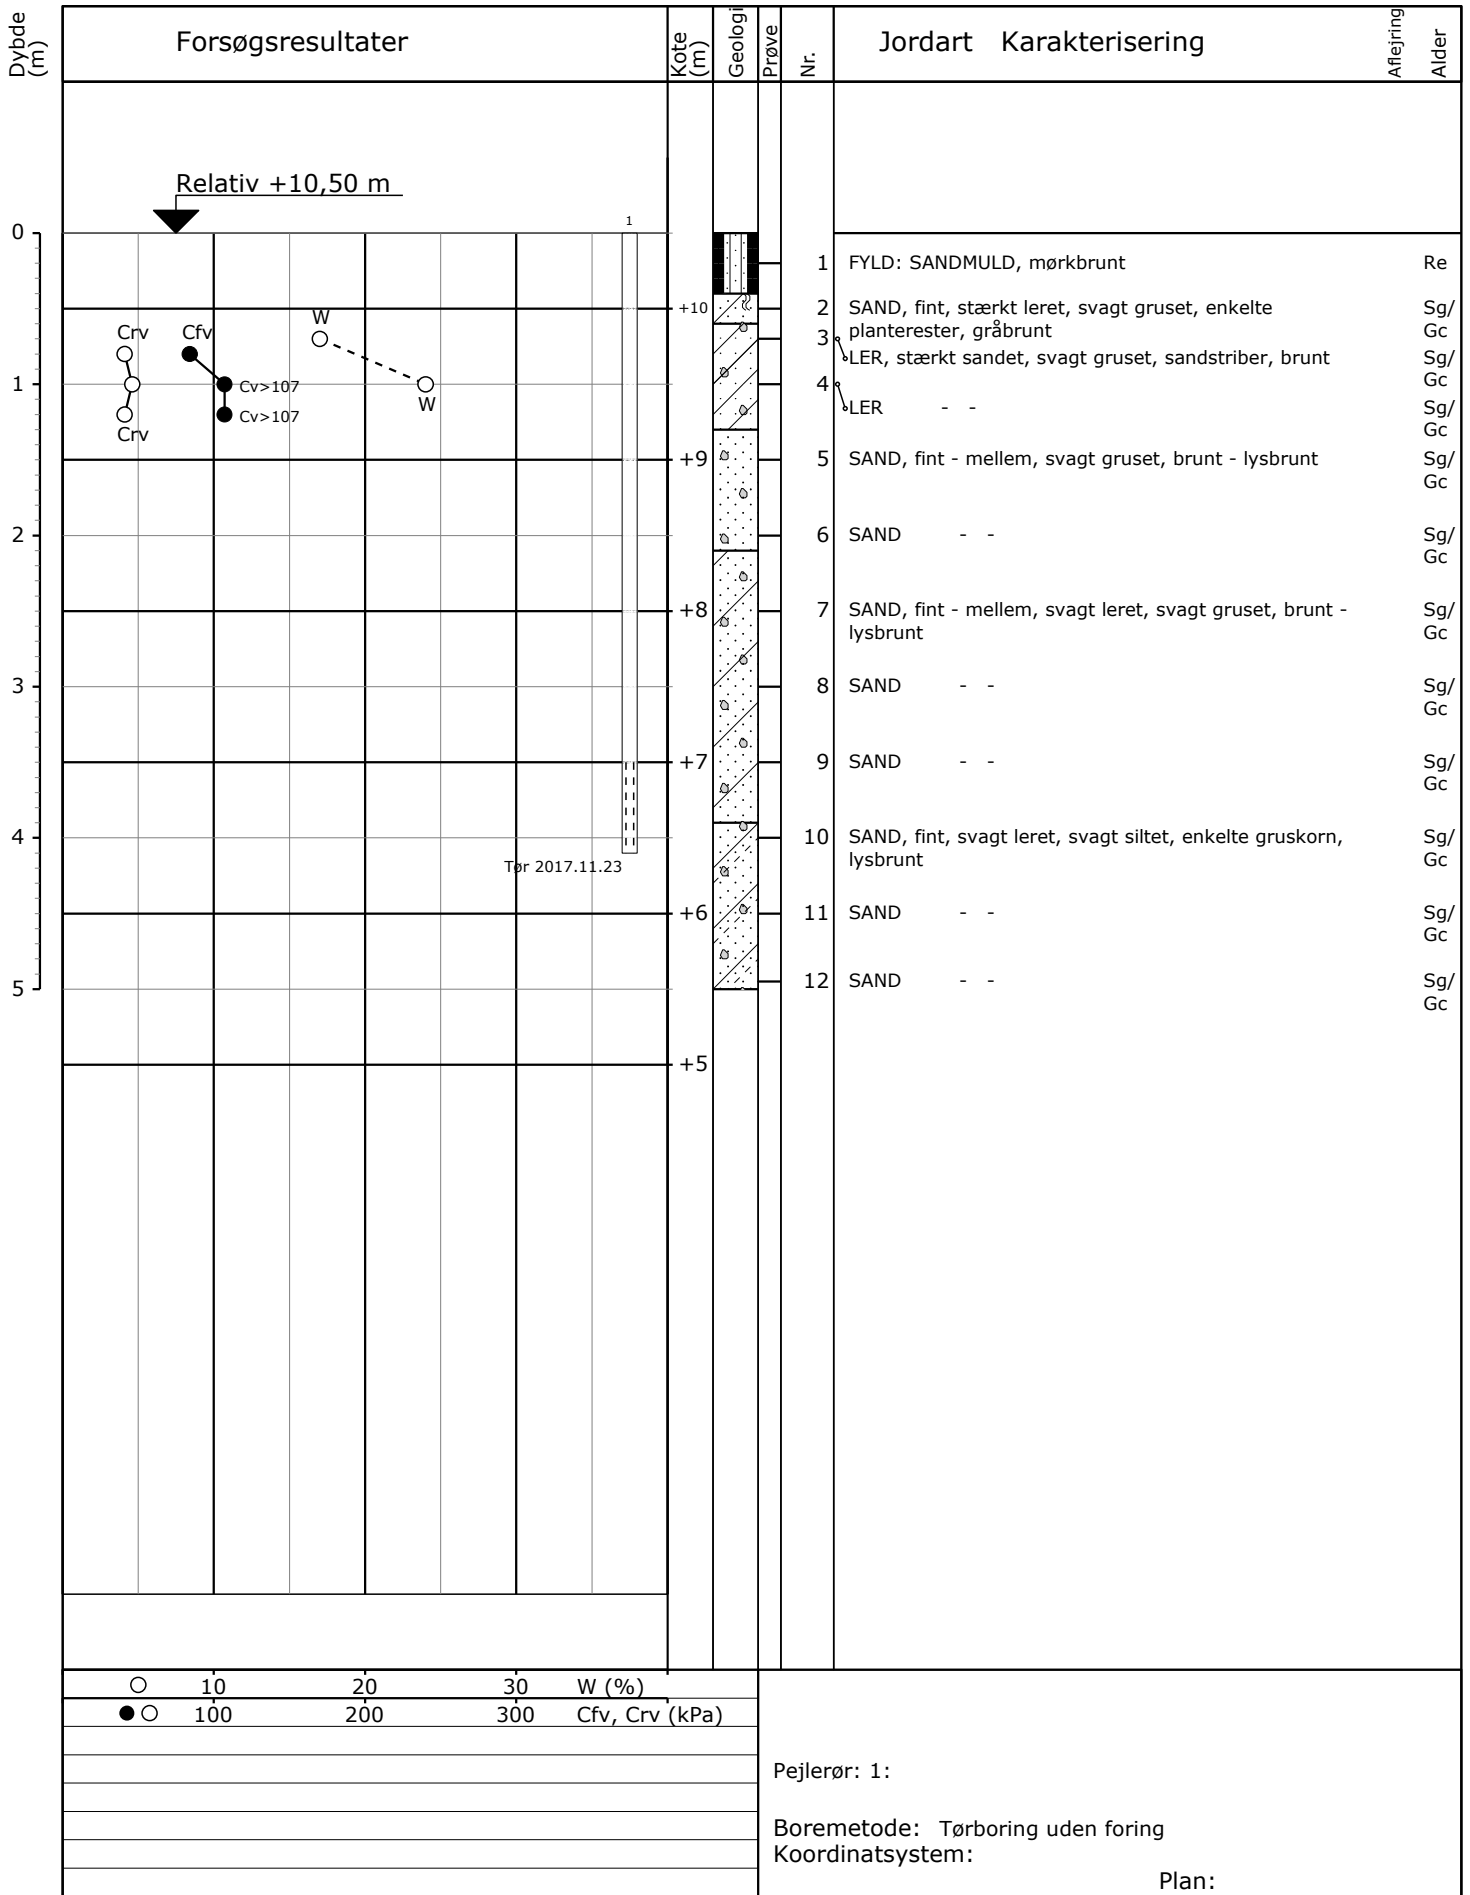 Dybde
(m)
Forsøgsresultater
Kote
(m)
Geologi
Prøve
Nr.
Jordart Karakterisering
Aflejring
Alder
Relativ +10,50 m
1
0
1 FYLD: SANDMULD, mørkbrunt Re
+10
2 SAND, fint, stærkt leret, svagt gruset, enkelte Sg/
planterester, gråbrunt Gc
W
Crv Cfv
3
LER, stærkt sandet, svagt gruset, sandstriber, brunt Sg/
Gc
1
Cv>107
4
W
LER - - Sg/
Gc
Cv>107
Crv
+9
5 SAND, fint - mellem, svagt gruset, brunt - lysbrunt Sg/
Gc
2
6 SAND - - Sg/
Gc
+8
7 SAND, fint - mellem, svagt leret, svagt gruset, brunt - Sg/
lysbrunt Gc
3
8 SAND - - Sg/
Gc
+7
9 SAND - - Sg/
Gc
4
10 SAND, fint, svagt leret, svagt siltet, enkelte gruskorn, Sg/
lysbrunt Gc
Tør 2017.11.23
+6
11 SAND - - Sg/
Gc
5
12 SAND - - Sg/
Gc
+5
10 20 30 W (%)
100 200 300 Cfv, Crv (kPa)
Pejlerør: 1:
Boremetode: Tørboring uden foring
Koordinatsystem:
Plan: